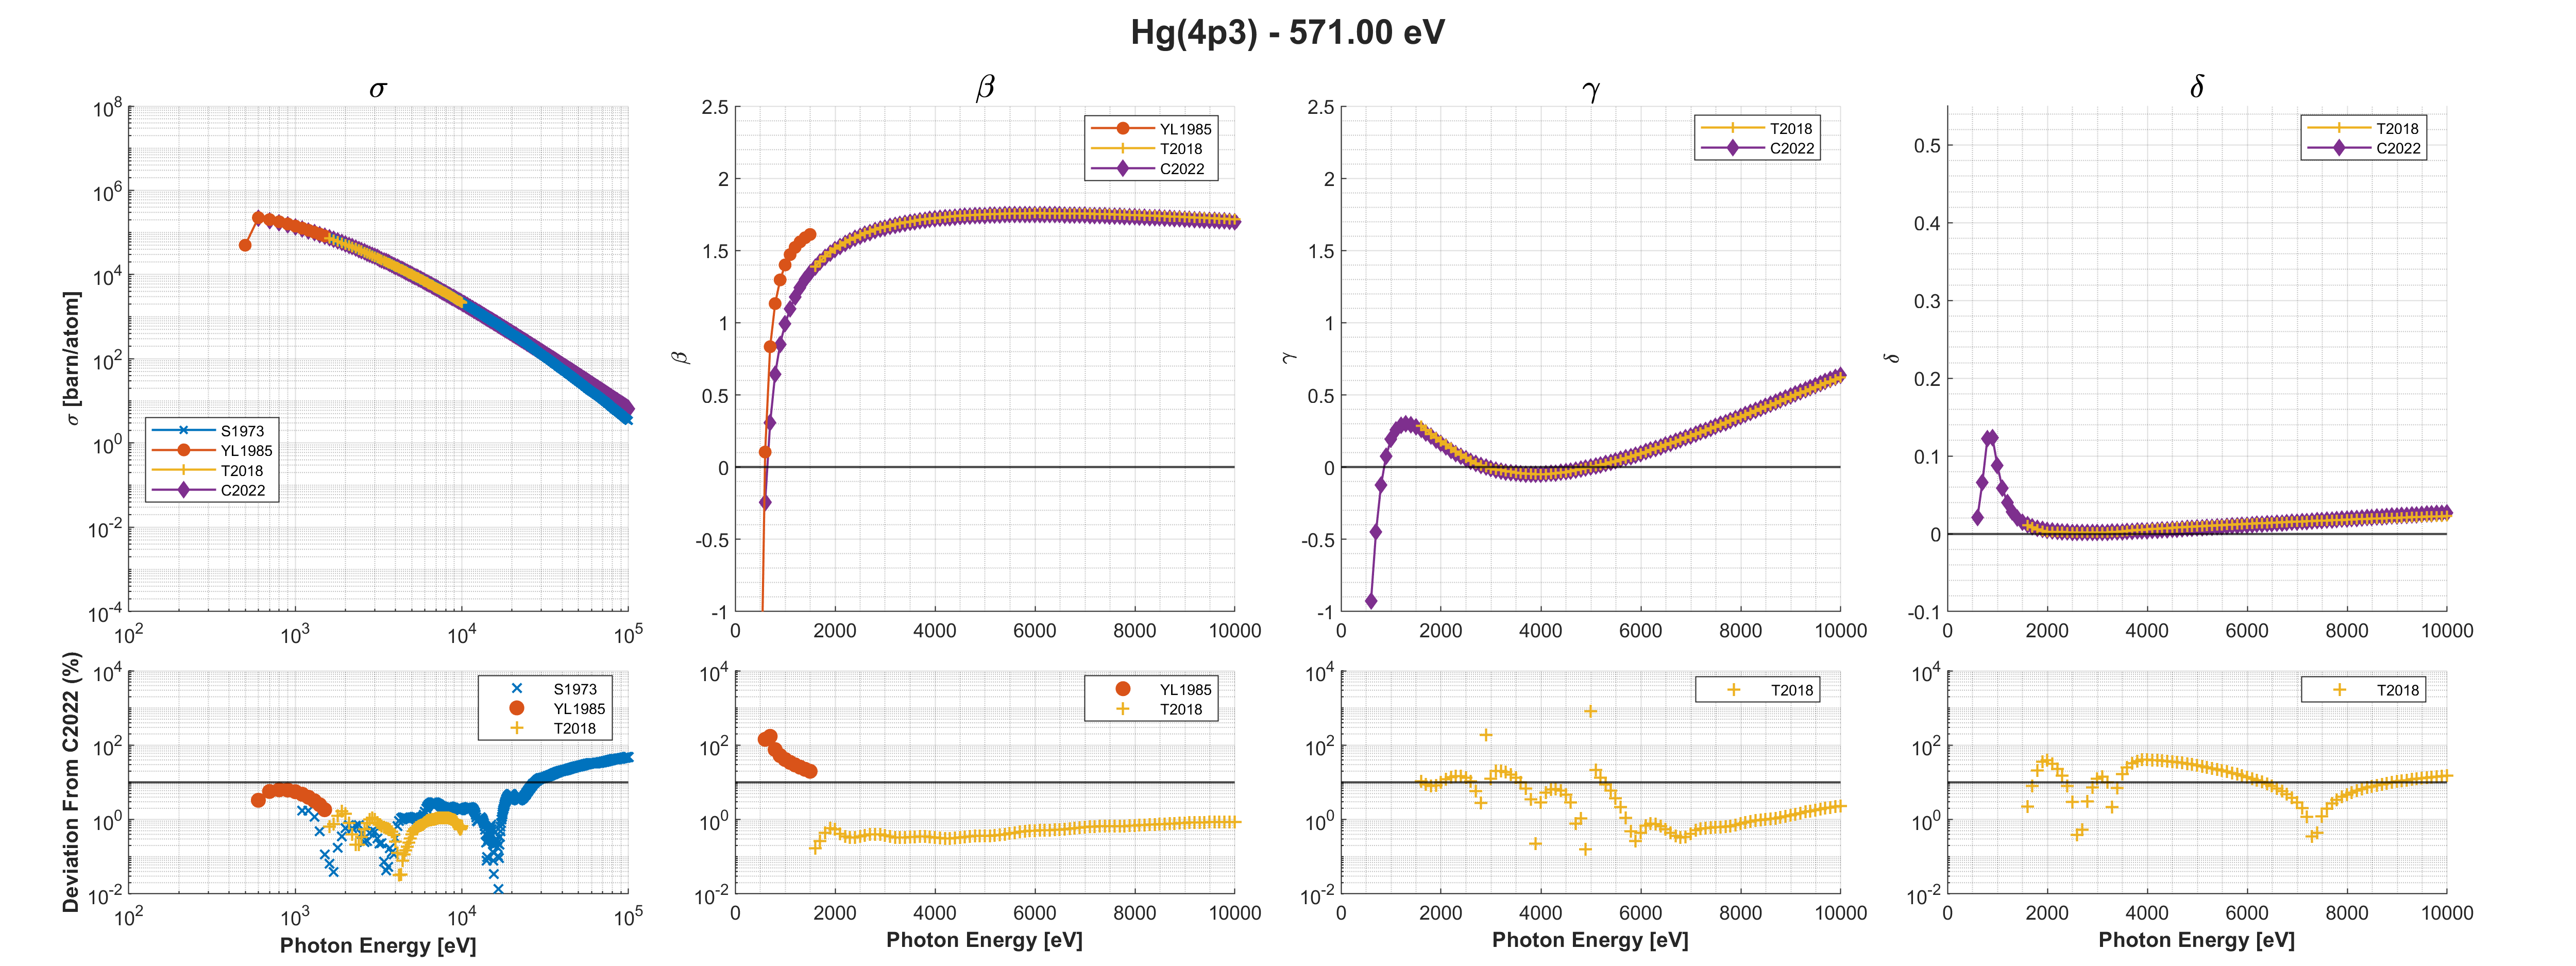 Hg(4p3) - 571.00 eV
σ
σ [barn/atom]
10^8
10^6
10^4
10^2
10^0
10^-2
10^-4
10^2
10^3
10^4
10^5
S1973
YL1985
T2018
C2022
β
β
2.5
2
1.5
1
0.5
0
-0.5
-1
0
2000
4000
6000
8000
10000
YL1985
T2018
C2022
γ
γ
2.5
2
1.5
1
0.5
0
-0.5
-1
0
2000
4000
6000
8000
10000
T2018
C2022
δ
δ
0.5
0.4
0.3
0.2
0.1
0
-0.1
0
2000
4000
6000
8000
10000
T2018
C2022
Deviation From C2022 (%)
10^4
10^2
10^0
10^-2
10^2
10^3
10^4
10^5
S1973
YL1985
T2018
Photon Energy [eV]
10^4
10^2
10^0
10^-2
0
2000
4000
6000
8000
10000
YL1985
T2018
Photon Energy [eV]
10^4
10^2
10^0
10^-2
0
2000
4000
6000
8000
10000
T2018
Photon Energy [eV]
10^4
10^2
10^0
10^-2
0
2000
4000
6000
8000
10000
T2018
Photon Energy [eV]